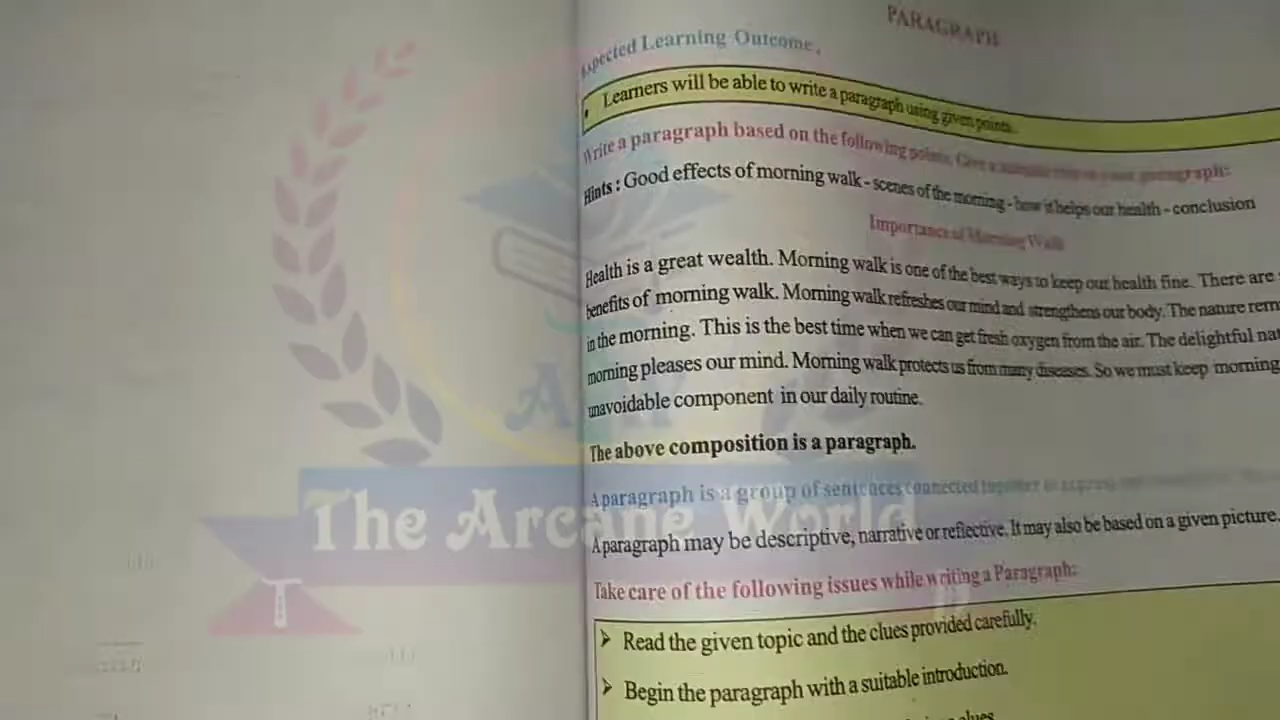 PARAGRAPH
Expected Learning Outcome
Learners will be able to write a paragraph using given points.
Write a paragraph based on the following points. Give a suitable title to your paragraph:
Hints : Good effects of morning walk - scenes of the morning - how it helps our health - conclusion
Importance of Morning Walk
Health is a great wealth. Morning walk is one of the best ways to keep our health fine. There are
benefits of morning walk. Morning walk refreshes our mind and strengthens our body. The nature rem
in the morning. This is the best time when we can get fresh oxygen from the air. The delightful nat
morning pleases our mind. Morning walk protects us from many diseases. So we must keep morning
unavoidable component in our daily routine.
The above composition is a paragraph.
A paragraph is a group of sentences connected together
The Arcane World
A paragraph may be descriptive, narrative or reflective. It may also be based on a given picture.
Take care of the following issues while writing a Paragraph:
➢ Read the given topic and the clues provided carefully.
➢ Begin the paragraph with a suitable introduction.
clues